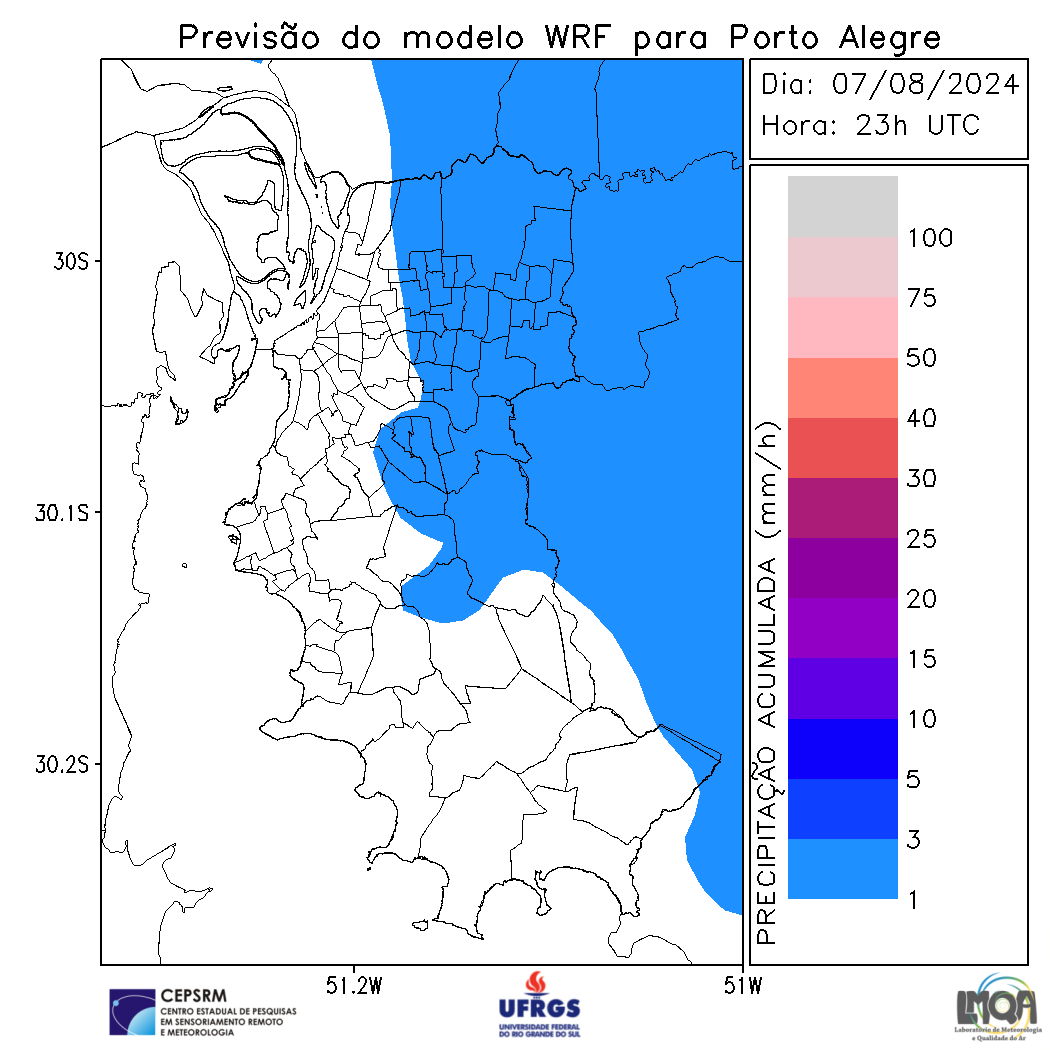 Previsão do modelo WRF para Porto Alegre
Dia: 07/08/2024
Hora: 23h UTC
30S
30.1S
30.2S
51.2W
51W
PRECIPITAÇÃO ACUMULADA (mm/h)
100
75
50
40
30
25
20
15
10
5
3
1
CEPSRM
CENTRO ESTADUAL DE PESQUISAS
EM SENSORIAMENTO REMOTO
E METEOROLOGIA
UFRGS
UNIVERSIDADE FEDERAL
DO RIO GRANDE DO SUL
LMQA
Laboratório de Meteorologia
e Qualidade do Ar